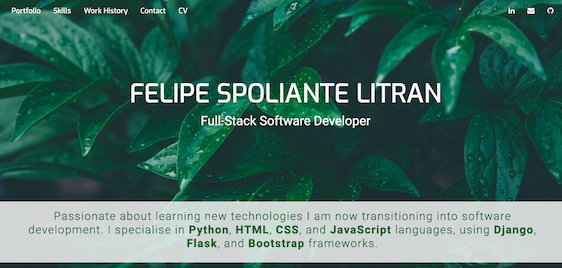 Portfolio Skills Work History Contact CV
FELIPE SPOLIANTE LITRAN
Full-Stack Software Developer
Passionate about learning new technologies I am now transitioning into software
development. I specialise in Python, HTML, CSS, and JavaScript languages, using Django,
Flask, and Bootstrap frameworks.